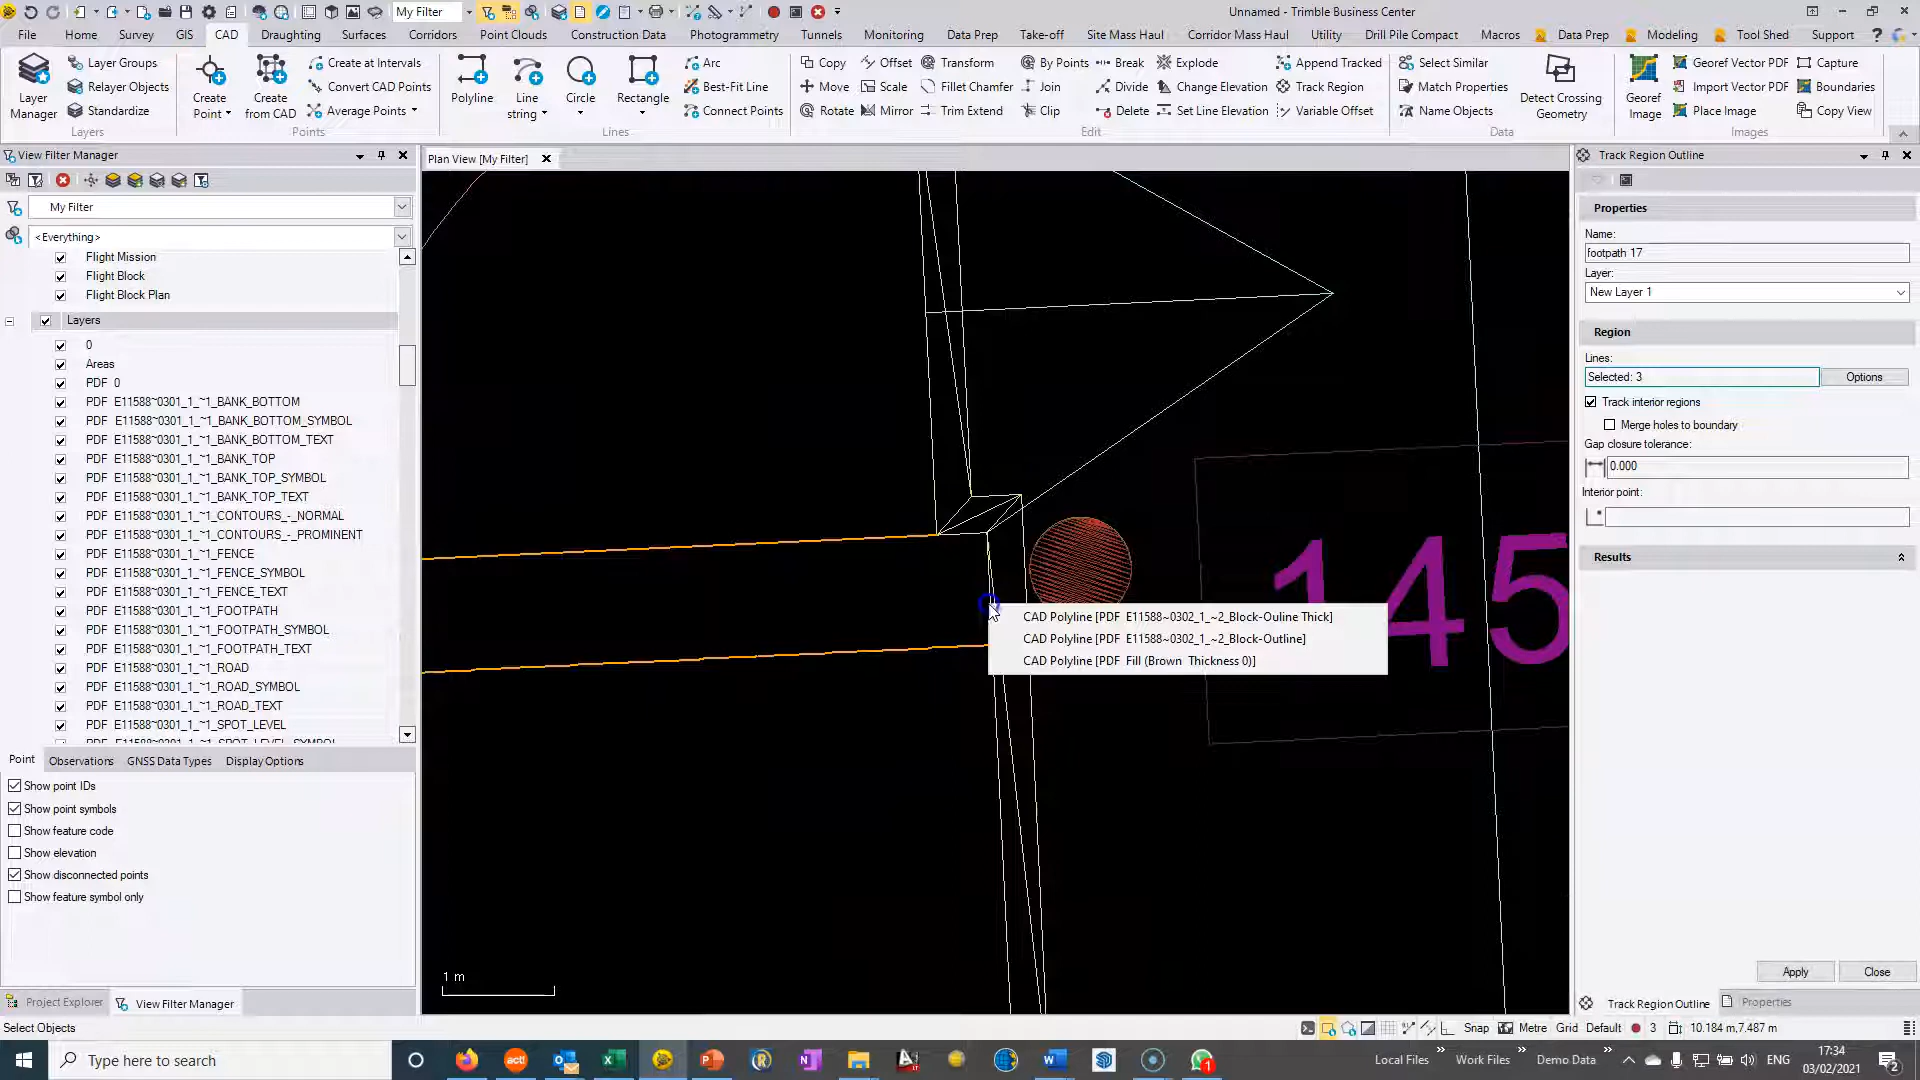 My Filter
Unnamed - Trimble Business Center
File Home Survey GIS CAD Draughting Surfaces Corridors Point Clouds Construction Data Photogrammetry Tunnels Monitoring Data Prep Take-off Site Mass Haul Corridor Mass Haul Utility Drill Pile Compact Macros Data Prep Modeling Tool Shed Support
Layer Manager
Layer Groups
Relayer Objects
Standardize
Layers
Create Point
Create from CAD
Create at Intervals
Convert CAD Points
Average Points
Points
Polyline
Line string
Circle
Rectangle
Arc
Best-Fit Line
Connect Points
Lines
Copy Offset Transform By Points Break Explode Append Tracked
Move Scale Fillet Chamfer Join Divide Change Elevation Track Region
Rotate Mirror Trim Extend Clip Delete Set Line Elevation Variable Offset
Edit
Select Similar
Match Properties
Name Objects
Detect Crossing Geometry
Data
Georef Image
Georef Vector PDF
Import Vector PDF
Place Image
Capture
Boundaries
Copy View
Images
View Filter Manager
My Filter
<Everything>
Flight Mission
Flight Block
Flight Block Plan
Layers
0
Areas
PDF 0
PDF E11588~0301_1_~1_BANK_BOTTOM
PDF E11588~0301_1_~1_BANK_BOTTOM_SYMBOL
PDF E11588~0301_1_~1_BANK_BOTTOM_TEXT
PDF E11588~0301_1_~1_BANK_TOP
PDF E11588~0301_1_~1_BANK_TOP_SYMBOL
PDF E11588~0301_1_~1_BANK_TOP_TEXT
PDF E11588~0301_1_~1_CONTOURS_-_NORMAL
PDF E11588~0301_1_~1_CONTOURS_-_PROMINENT
PDF E11588~0301_1_~1_FENCE
PDF E11588~0301_1_~1_FENCE_SYMBOL
PDF E11588~0301_1_~1_FENCE_TEXT
PDF E11588~0301_1_~1_FOOTPATH
PDF E11588~0301_1_~1_FOOTPATH_SYMBOL
PDF E11588~0301_1_~1_FOOTPATH_TEXT
PDF E11588~0301_1_~1_ROAD
PDF E11588~0301_1_~1_ROAD_SYMBOL
PDF E11588~0301_1_~1_ROAD_TEXT
PDF E11588~0301_1_~1_SPOT_LEVEL
Point Observations GNSS Data Types Display Options
Show point IDs
Show point symbols
Show feature code
Show elevation
Show disconnected points
Show feature symbol only
Project Explorer View Filter Manager
Select Objects
Plan View [My Filter]
145
CAD Polyline [PDF E11588~0302_1_~2_Block-Ouline Thick]
CAD Polyline [PDF E11588~0302_1_~2_Block-Outline]
CAD Polyline [PDF Fill (Brown Thickness 0)]
1 m
Track Region Outline
Properties
Name:
footpath 17
Layer:
New Layer 1
Region
Lines:
Selected: 3
Options
Track interior regions
Merge holes to boundary
Gap closure tolerance:
0.000
Interior point:
Results
Apply Close
Track Region Outline Properties
Snap Metre Grid Default 3 10.184 m,7.487 m
Type here to search
Local Files Work Files Demo Data ENG
17:34
03/02/2021